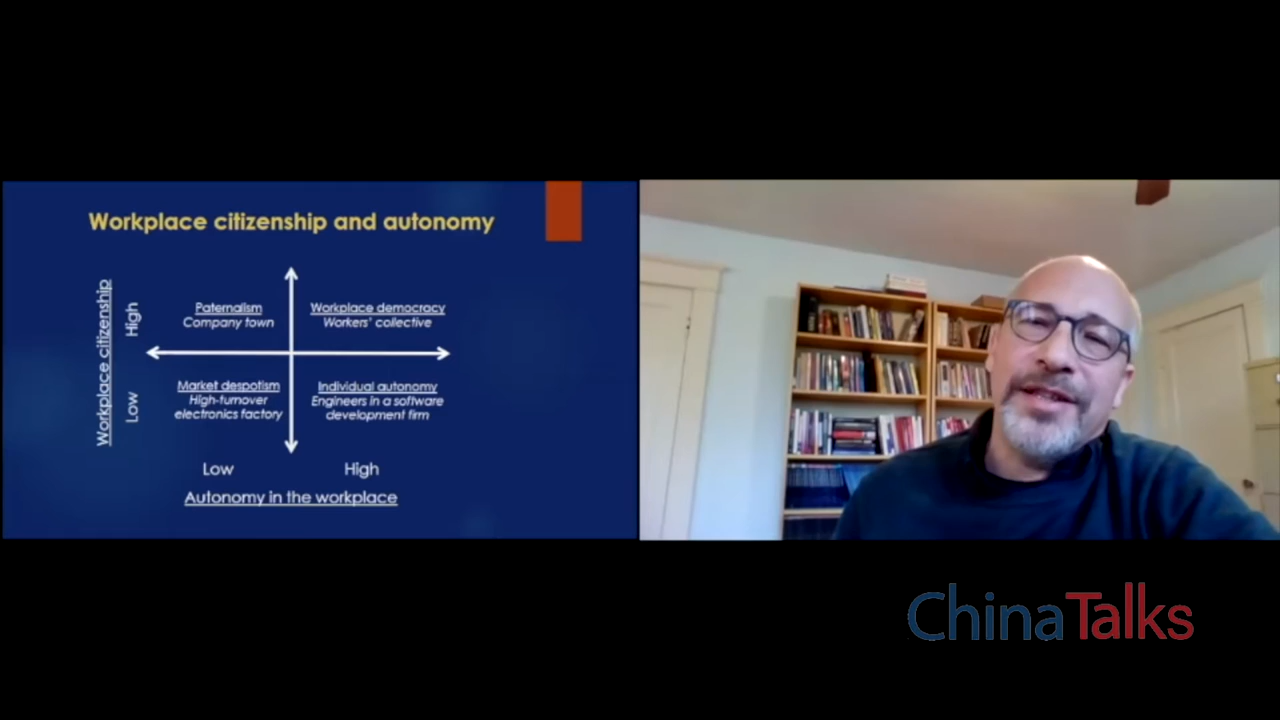 Workplace citizenship and autonomy
Workplace citizenship
High
Low
Paternalism
Company town
Workplace democracy
Workers' collective
Market despotism
High-turnover
electronics factory
Individual autonomy
Engineers in a software
development firm
Low
High
Autonomy in the workplace
ChinaTalks